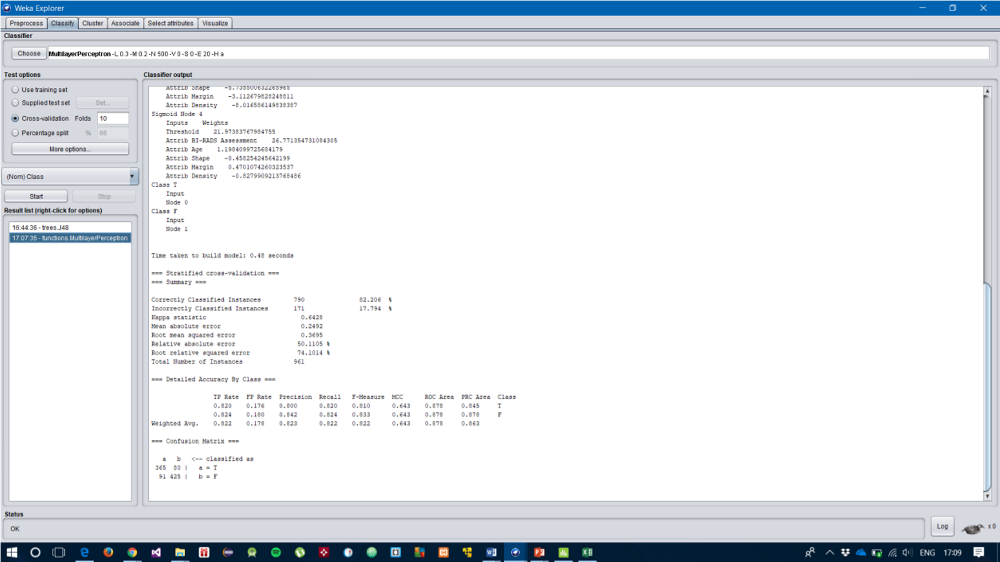 Weka Explorer
Preprocess Classify Cluster Associate Select attributes Visualize
Classifier
Choose MultilayerPerceptron -L 0.3 -M 0.2 -N 500 -V 0 -S 0 -E 20 -H a
Test options
Use training set
Supplied test set Set...
Cross-validation Folds 10
Percentage split % 66
More options...
(Nom) Class
Start Stop
Result list (right-click for options)
16:44:36 - trees.J48
17:07:35 - functions.MultilayerPerceptron
Classifier output
Attrib Shape -5.735500632265965
Attrib Margin -3.112679828248811
Attrib Density -8.016586149838387
Sigmoid Node 4
Inputs Weights
Threshold 21.97383767984755
Attrib BI-RADS Assessment 26.771354731084305
Attrib Age 1.1984099725684179
Attrib Shape -0.458254245642199
Attrib Margin 0.4701074260323537
Attrib Density -0.8279909213768486
Class T
Input
Node 0
Class F
Input
Node 1
Time taken to build model: 0.48 seconds
=== Stratified cross-validation ===
=== Summary ===
Correctly Classified Instances 790 82.206 %
Incorrectly Classified Instances 171 17.794 %
Kappa statistic 0.6428
Mean absolute error 0.2492
Root mean squared error 0.3695
Relative absolute error 50.1105 %
Root relative squared error 74.1014 %
Total Number of Instances 961
=== Detailed Accuracy By Class ===
TP Rate FP Rate Precision Recall F-Measure MCC ROC Area PRC Area Class
0.820 0.176 0.800 0.820 0.810 0.643 0.878 0.845 T
0.824 0.180 0.842 0.824 0.833 0.643 0.878 0.878 F
Weighted Avg. 0.822 0.178 0.823 0.822 0.822 0.643 0.878 0.863
=== Confusion Matrix ===
a b <-- classified as
365 80 | a = T
91 425 | b = F
Status
OK
Log x 0
ENG 17:09